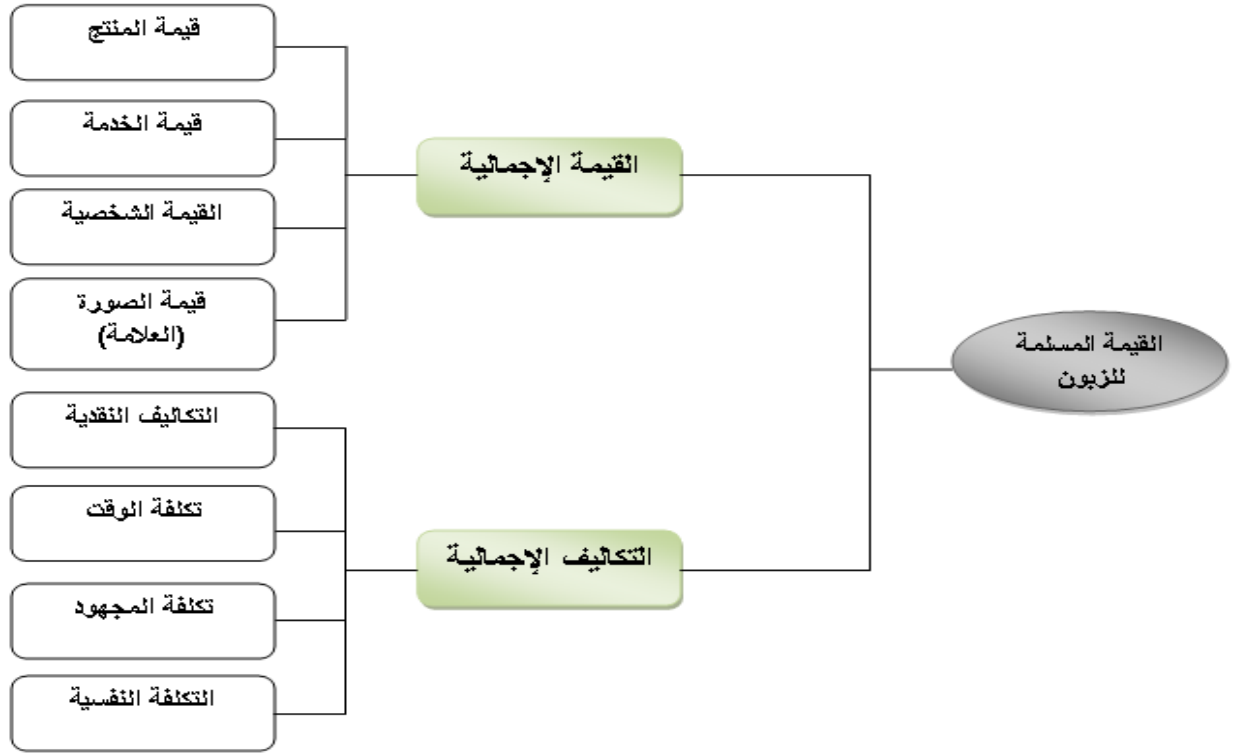 قيمة المنتج
قيمة الخدمة
القيمة الشخصية
قيمة الصورة
(العلامة)
القيمة الإجمالية
التكاليف النقدية
تكلفة الوقت
تكلفة المجهود
التكلفة النفسية
التكاليف الإجمالية
القيمة المسلمة
للزبون